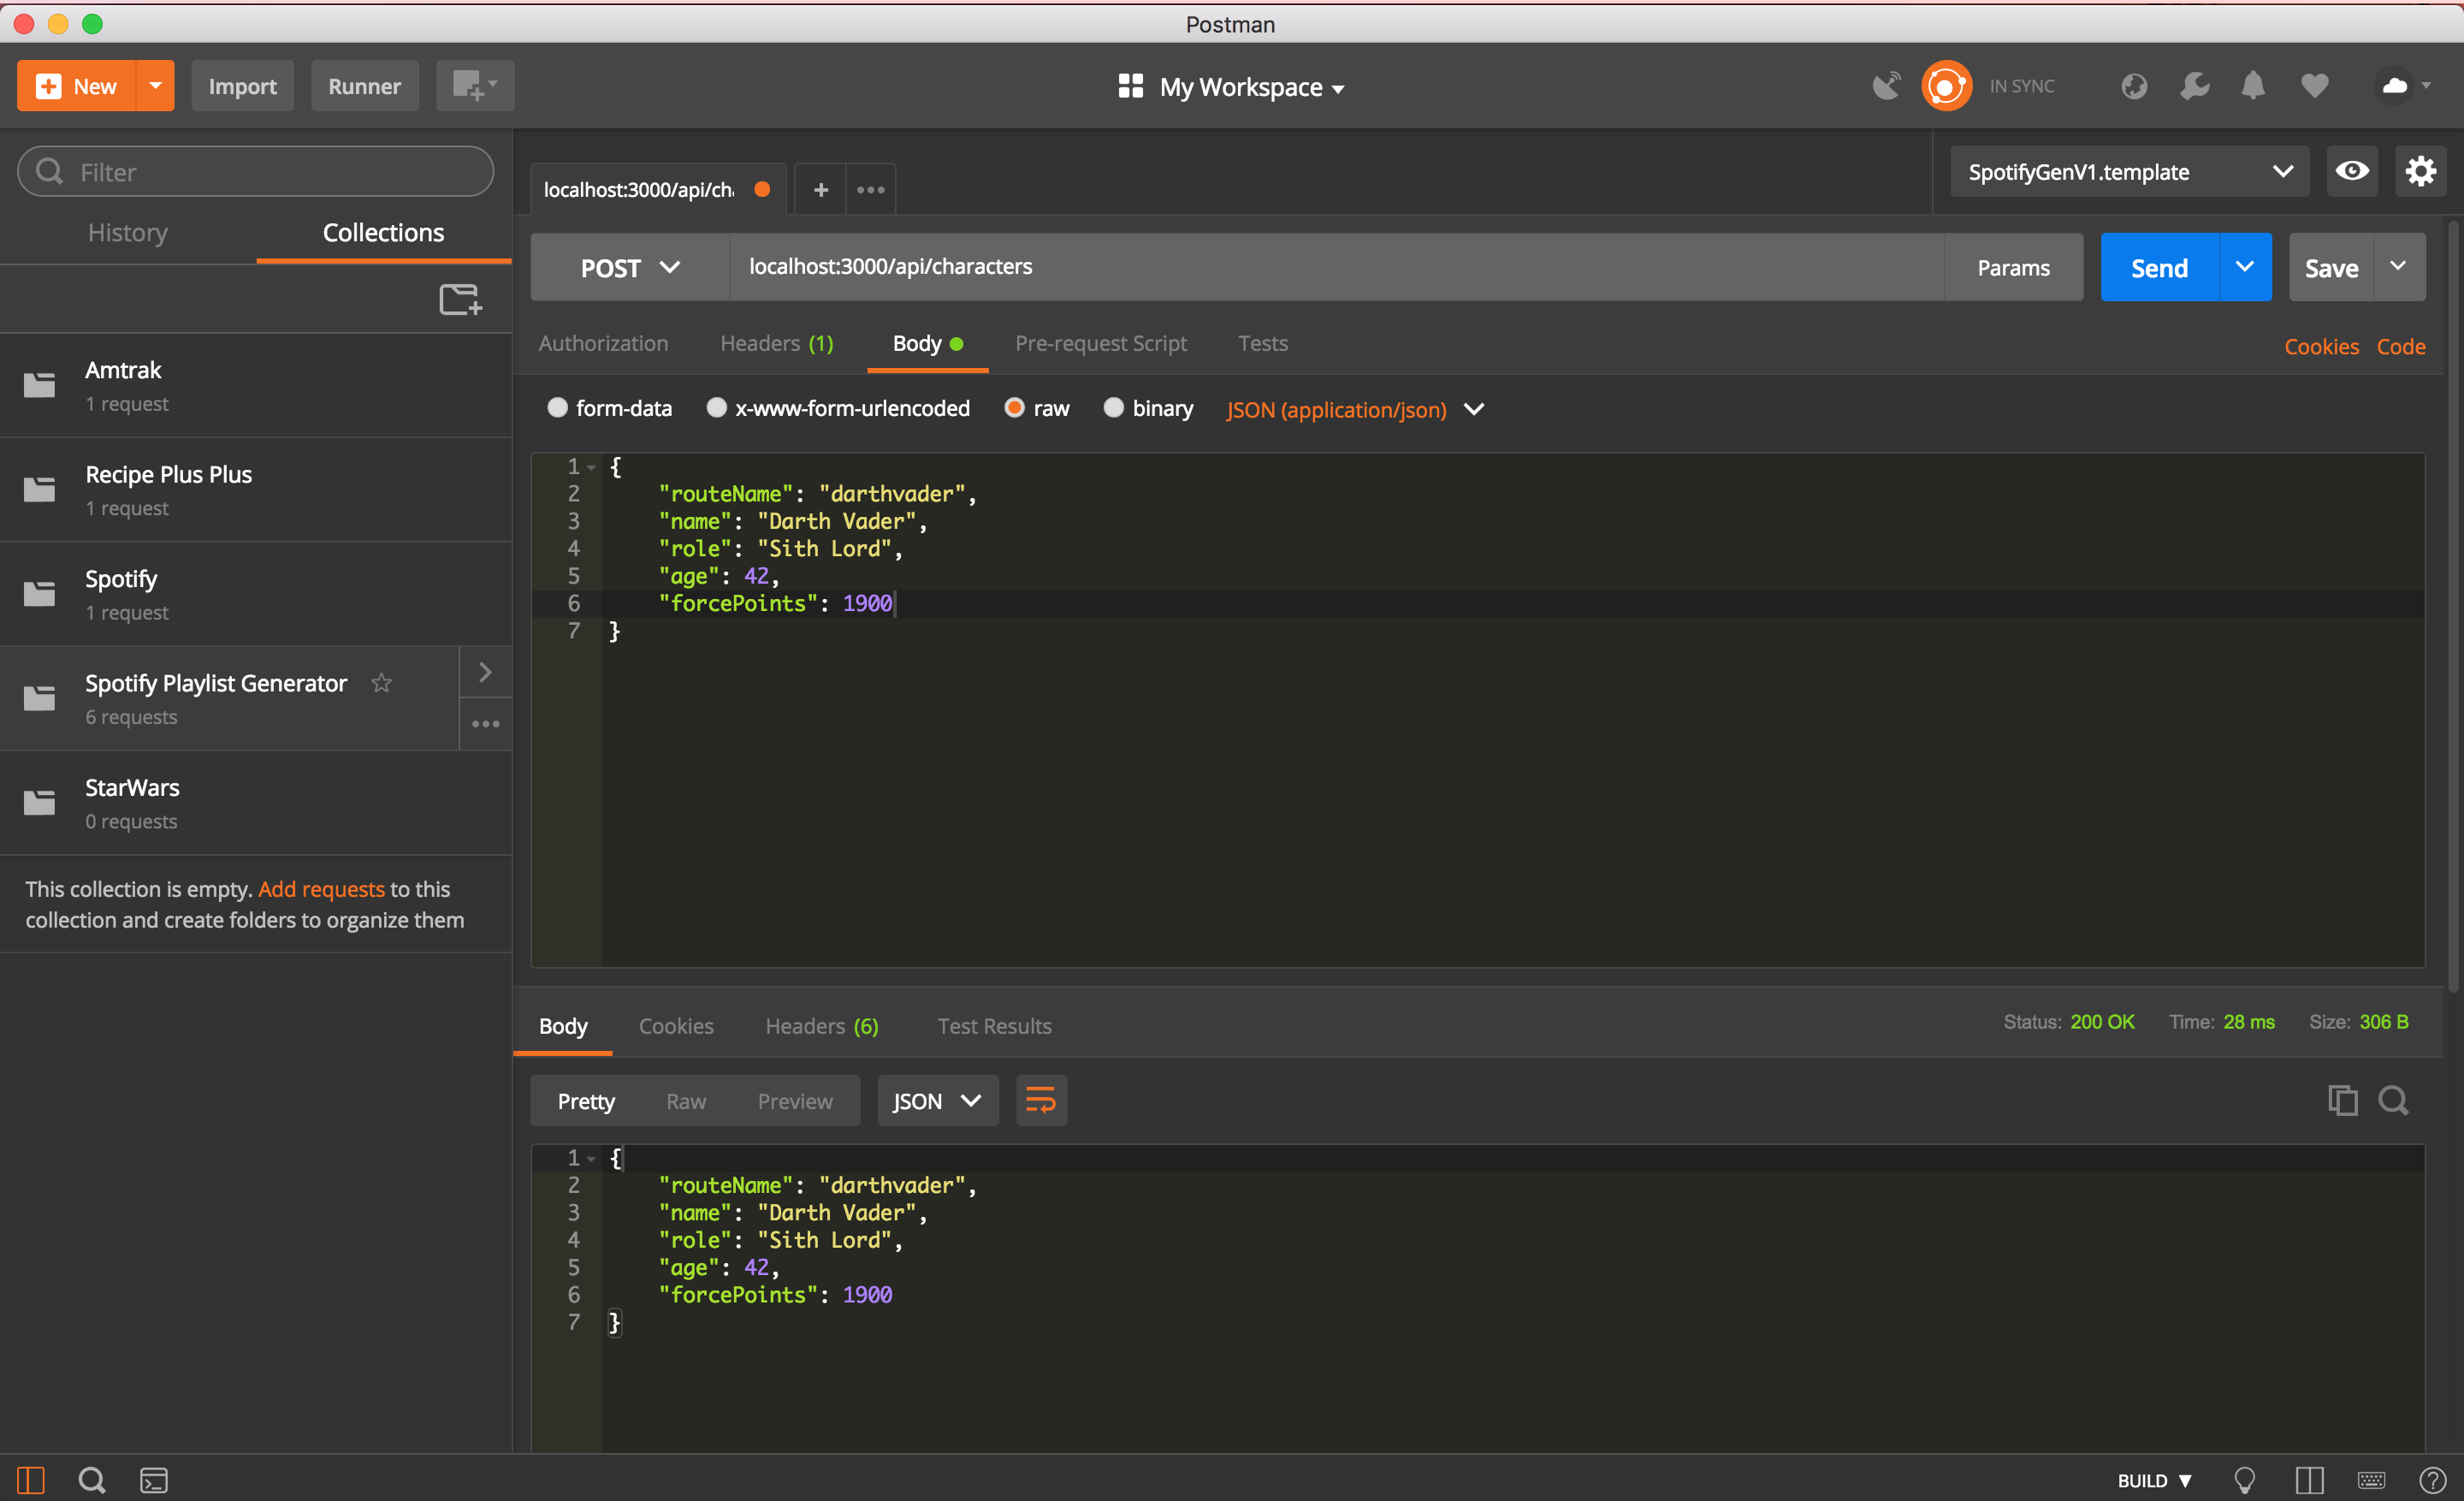 Postman
New
Import
Runner
My Workspace
IN SYNC
Filter
History
Collections
Amtrak
1 request
Recipe Plus Plus
1 request
Spotify
1 request
Spotify Playlist Generator
6 requests
StarWars
0 requests
This collection is empty. Add requests to this
collection and create folders to organize them
localhost:3000/api/cha
SpotifyGenV1.template
POST
localhost:3000/api/characters
Params
Send
Save
Authorization
Headers (1)
Body
Pre-request Script
Tests
Cookies
Code
form-data
x-www-form-urlencoded
raw
binary
JSON (application/json)
1 {
2 "routeName": "darthvader",
3 "name": "Darth Vader",
4 "role": "Sith Lord",
5 "age": 42,
6 "forcePoints": 1900
7 }
Body
Cookies
Headers (6)
Test Results
Status: 200 OK
Time: 28 ms
Size: 306 B
Pretty
Raw
Preview
JSON
1 {
2 "routeName": "darthvader",
3 "name": "Darth Vader",
4 "role": "Sith Lord",
5 "age": 42,
6 "forcePoints": 1900
7 }
BUILD